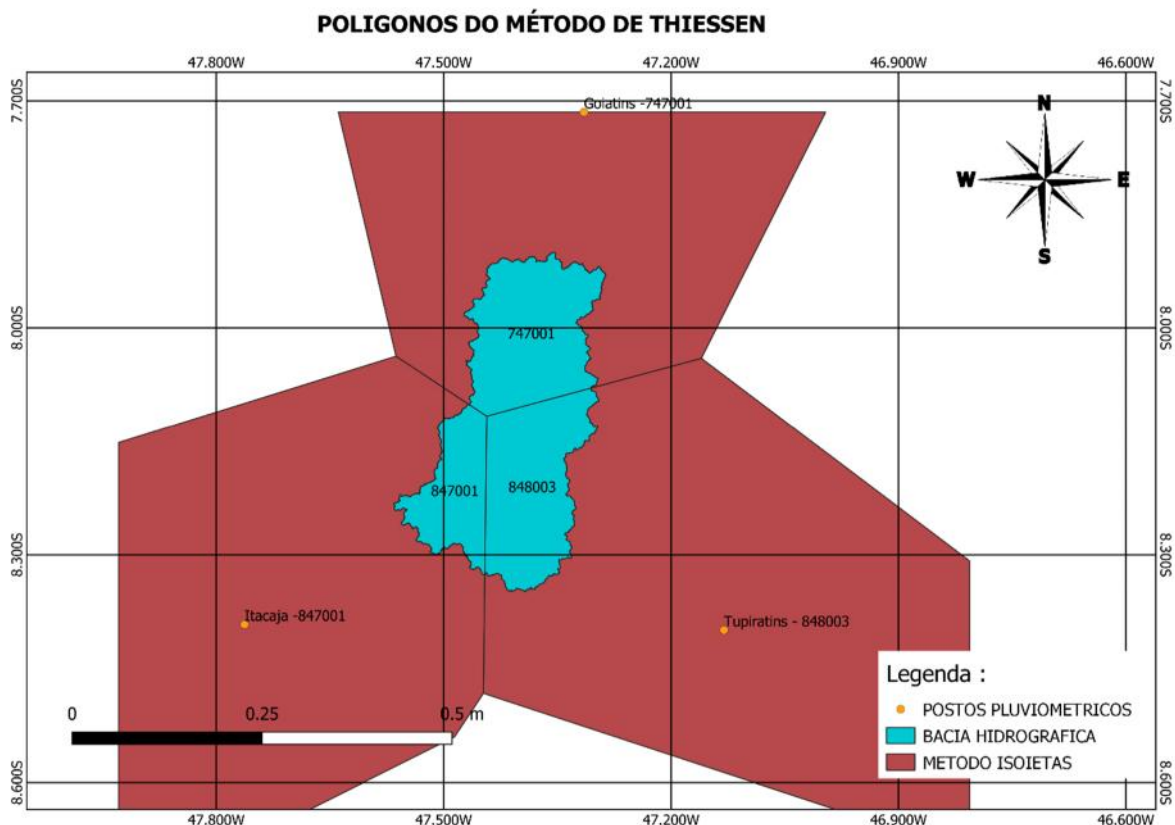 POLIGONOS DO MÉTODO DE THIESSEN
47.800W 47.500W 47.200W 46.900W 46.600W
7.700S 7.700S
Goiatins -747001
N
W E
S
8.000S 8.000S
747001
847001 848003
8.300S 8.300S
Itacaja -847001 Tupiratins - 848003
Legenda :
0 0.25 0.5 m
POSTOS PLUVIOMETRICOS
BACIA HIDROGRAFICA
METODO ISOIETAS
8.600S 8.600S
47.800W 47.500W 47.200W 46.900W 46.600W